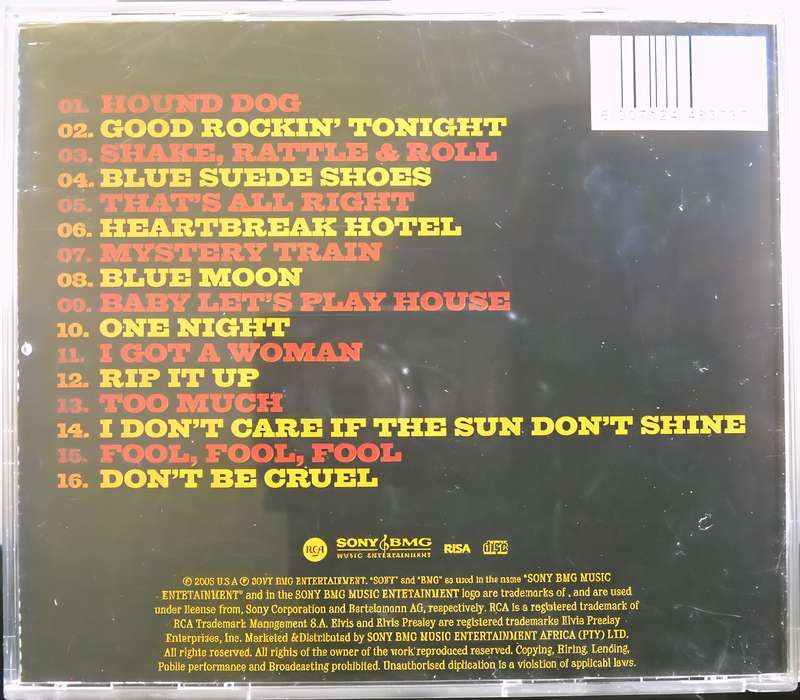 01. HOUND DOG
02. GOOD ROCKIN' TONIGHT
03. SHAKE, RATTLE & ROLL
04. BLUE SUEDE SHOES
05. THAT'S ALL RIGHT
06. HEARTBREAK HOTEL
07. MYSTERY TRAIN
08. BLUE MOON
09. BABY LET'S PLAY HOUSE
10. ONE NIGHT
11. I GOT A WOMAN
12. RIP IT UP
13. TOO MUCH
14. I DON'T CARE IF THE SUN DON'T SHINE
15. FOOL, FOOL, FOOL
16. DON'T BE CRUEL
RCA SONY BMG RISA disc
MUSIC ENTERTAINMENT
℗ 2005 U.S.A ℗ SONY BMG ENTERTAINMENT. "SONY" and "BMG" as used in the name "SONY BMG MUSIC
ENTETAINMENT" and in the SONY BMG MUSIC ENTVETAINMENT logo are trademarks of , and are used
under license from, Sony Corporation and Bertelsmann AG, respectively. RCA is a registered trademark of
RCA Trademark Management S.A. Elvis and Elvis Presley are registered trademarks Elvis Presley
Enterprises, Inc. Marketed & Distributed by SONY BMG MUSIC ENTERTAINMENT AFRICA (PTY) LTD.
All rights reserved. All rights of the owner of the work reproduced reserved. Copying, Hiring, Lending,
Public performance and Broadcasting prohibited. Unauthorised diplication is a violation of applicabl laws.